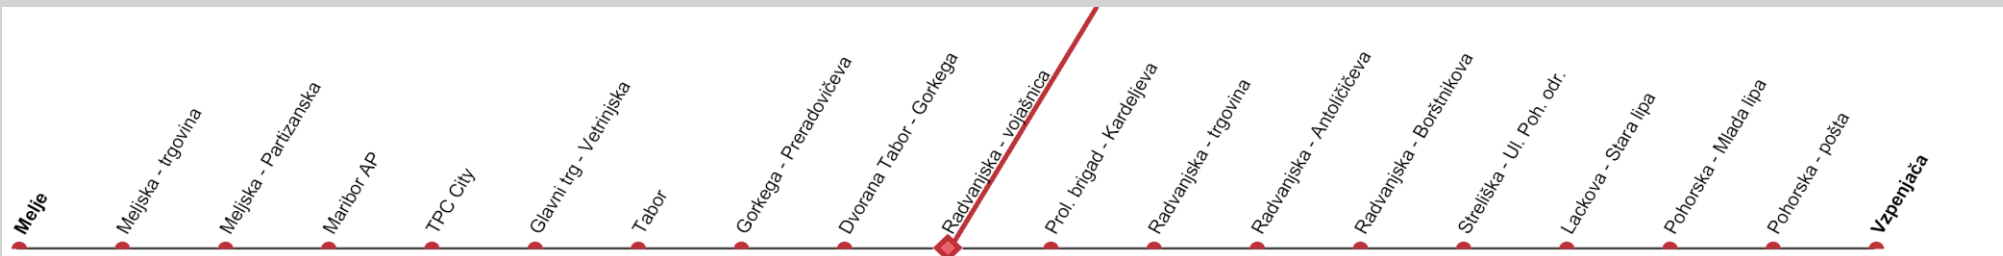 Melje
Meljska - trgovina
Meljska - Partizanska
Maribor AP
TPC City
Glavni trg - Vetrinjska
Tabor
Gorkega - Preradovičeva
Dvorana Tabor - Gorkega
Radvanjska - vojašnica
Prol. brigad - Kardeljeva
Radvanjska - trgovina
Radvanjska - Antoličičeva
Radvanjska - Borštnikova
Streliška - Ul. Poh. odr.
Lackova - Stara lipa
Pohorska - Mlada lipa
Pohorska - pošta
Vzpenjača